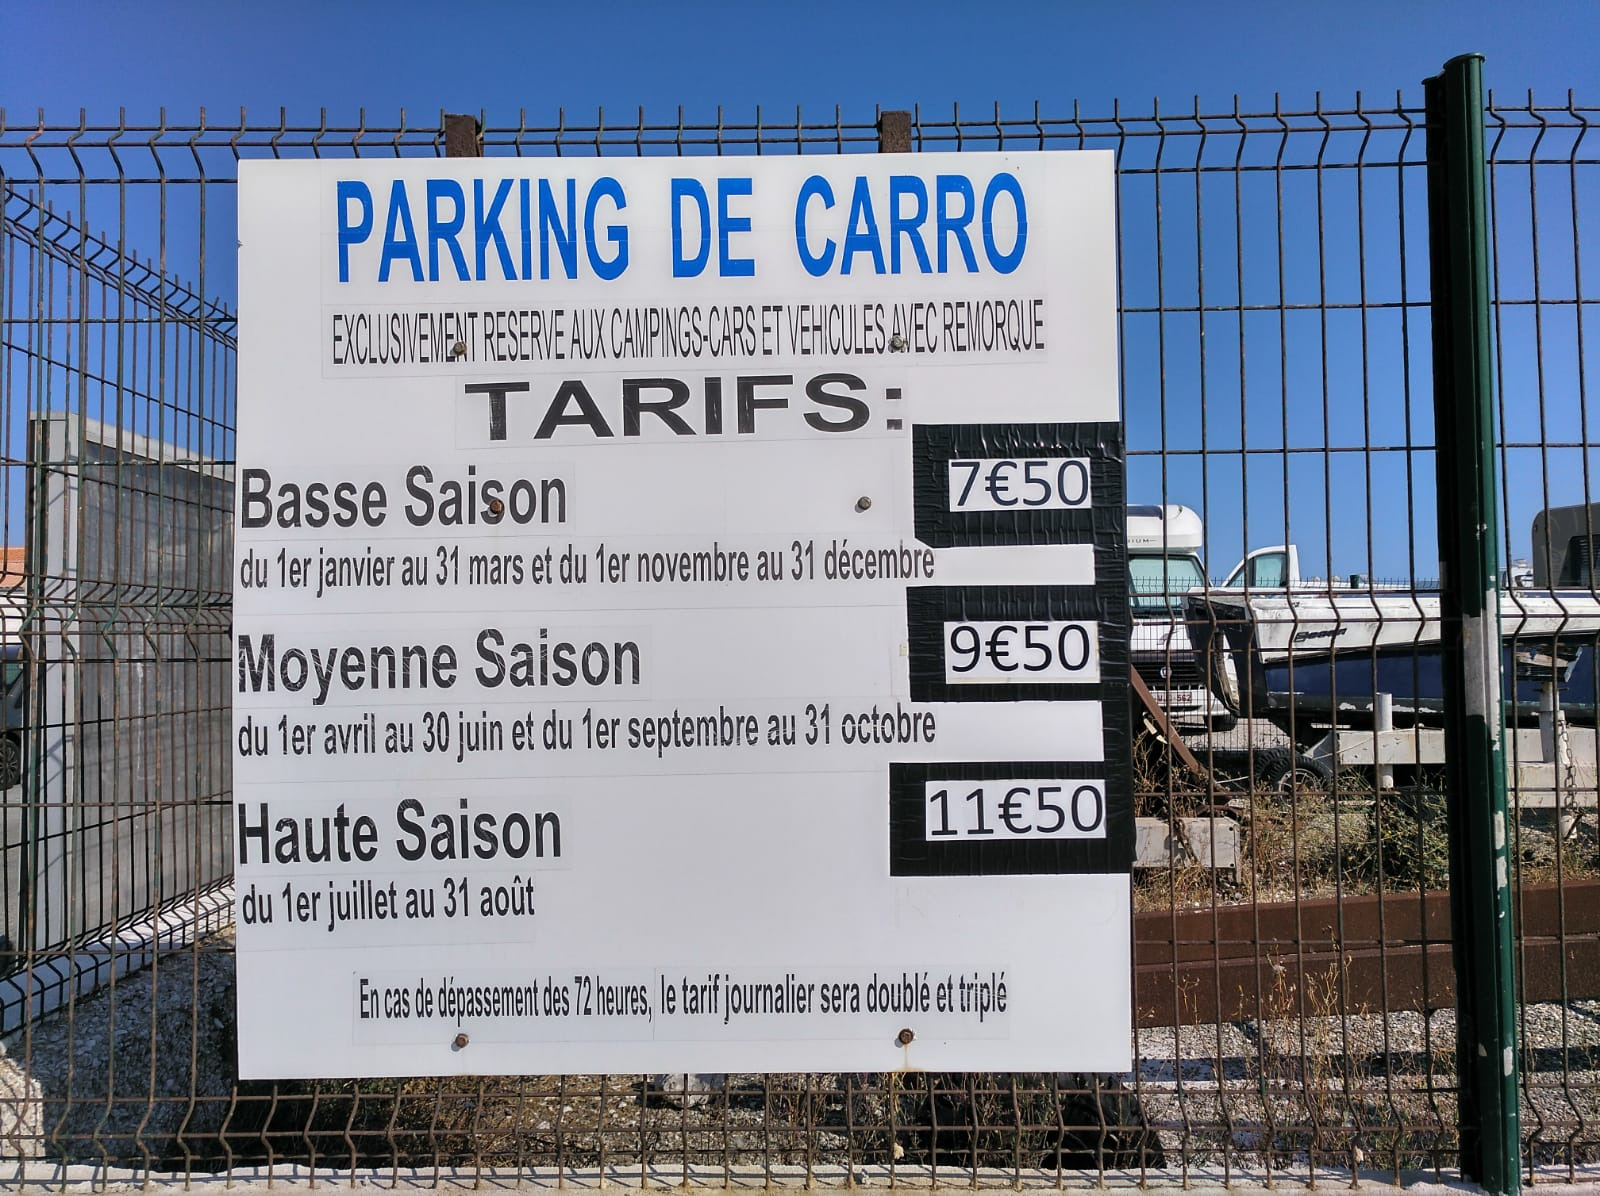 PARKING DE CARRO
EXCLUSIVEMENT RESERVE AUX CAMPINGS-CARS ET VEHICULES AVEC REMORQUE
TARIFS:
Basse Saison 7€50
du 1er janvier au 31 mars et du 1er novembre au 31 décembre
Moyenne Saison 9€50
du 1er avril au 30 juin et du 1er septembre au 31 octobre
Haute Saison 11€50
du 1er juillet au 31 août
En cas de dépassement des 72 heures, le tarif journalier sera doublé et triplé